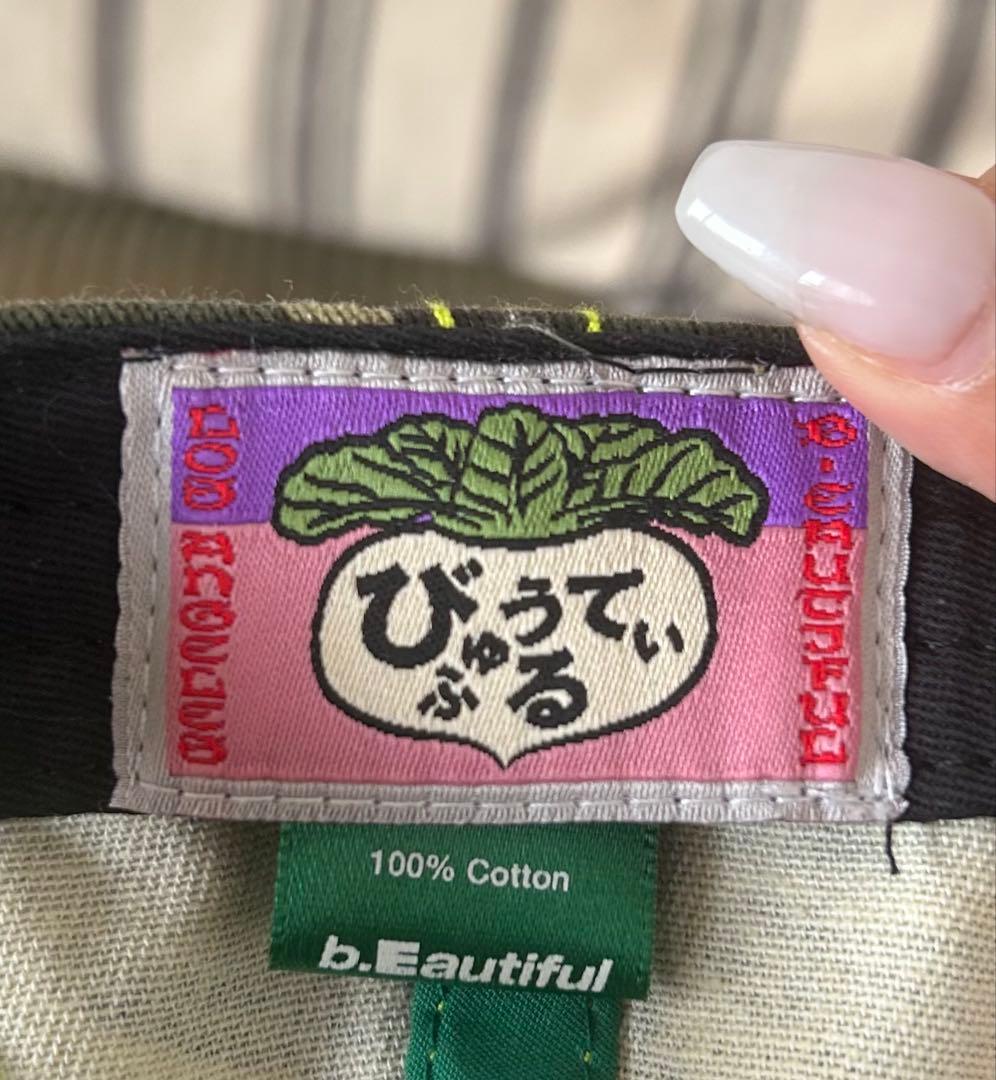 LOS ANGELES
びゅうてぃ
ふる
B.EAUTIFUL
100% Cotton
b.Eautiful